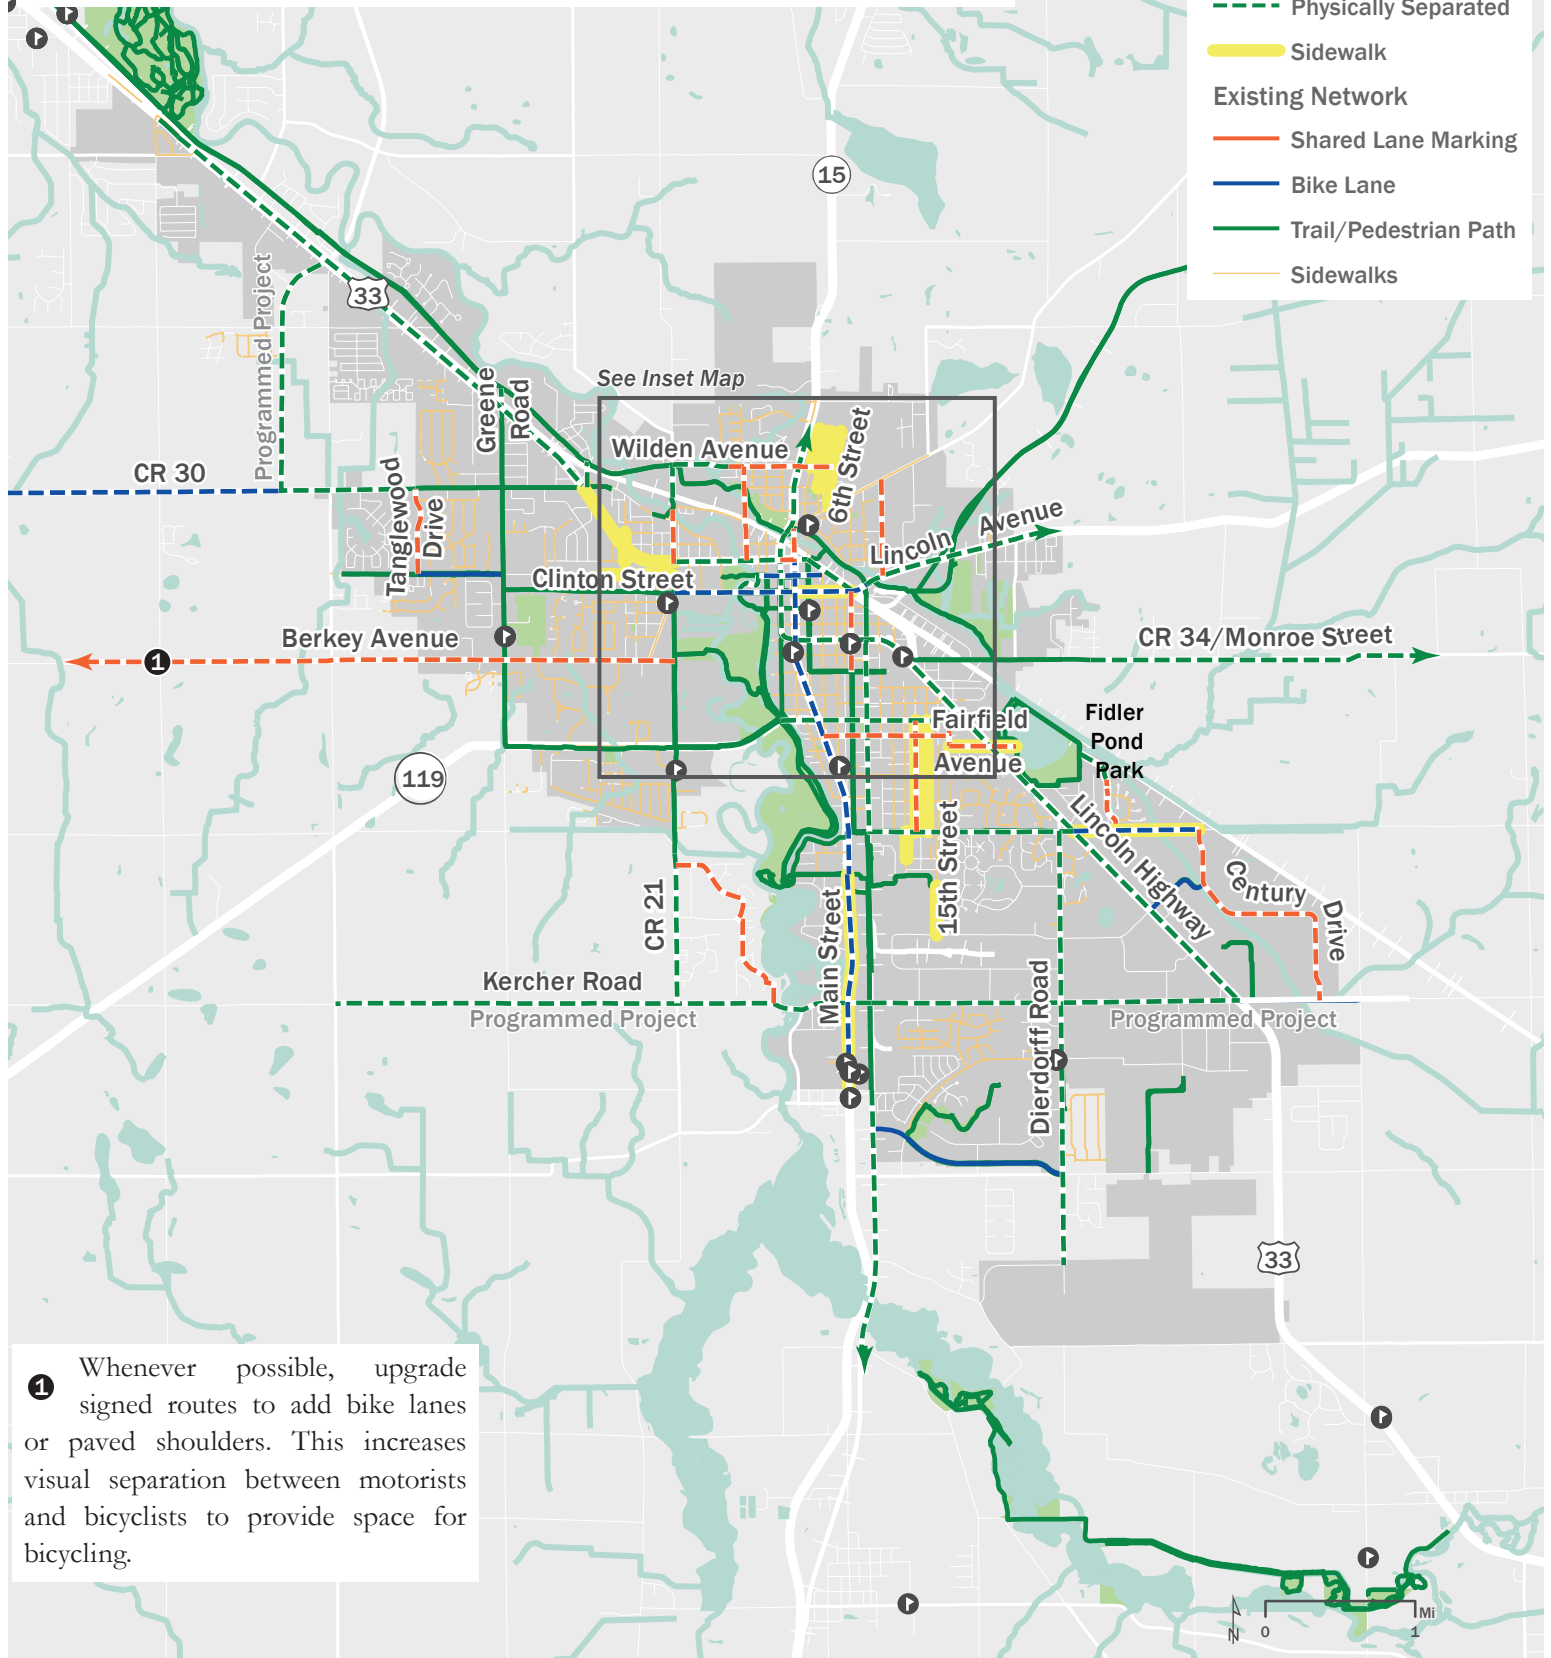 Physically Separated
Sidewalk
Existing Network
Shared Lane Marking
Bike Lane
Trail/Pedestrian Path
Sidewalks
15
Programmed Project
33
See Inset Map
Greene
Road
Wilden Avenue
6th Street
CR 30
Tanglewood
Drive
Lincoln Avenue
Clinton Street
Berkey Avenue
1
CR 34/Monroe Street
Fairfield
Avenue
Fidler
Pond
Park
119
Lincoln Highway
15th Street
Century
Drive
CR 21
Main Street
Kercher Road
Programmed Project
Dierdorff Road
Programmed Project
33
1 Whenever possible, upgrade
signed routes to add bike lanes
or paved shoulders. This increases
visual separation between motorists
and bicyclists to provide space for
bicycling.
N
0
1
Mi